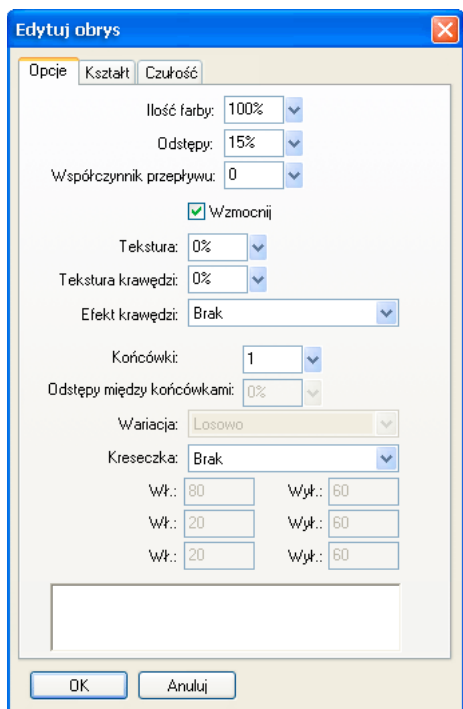 Edytuj obrys
Opcje Kształt Czułość
Ilość farby: 100%
Odstępy: 15%
Współczynnik przepływu: 0
Wzmocnij
Tekstura: 0%
Tekstura krawędzi: 0%
Efekt krawędzi: Brak
Końcówki: 1
Odstępy między końcówkami: 0%
Wariacja: Losowo
Kreseczka: Brak
Wł.: 80 Wył.: 60
Wł.: 20 Wył.: 60
Wł.: 20 Wył.: 60
OK Anuluj